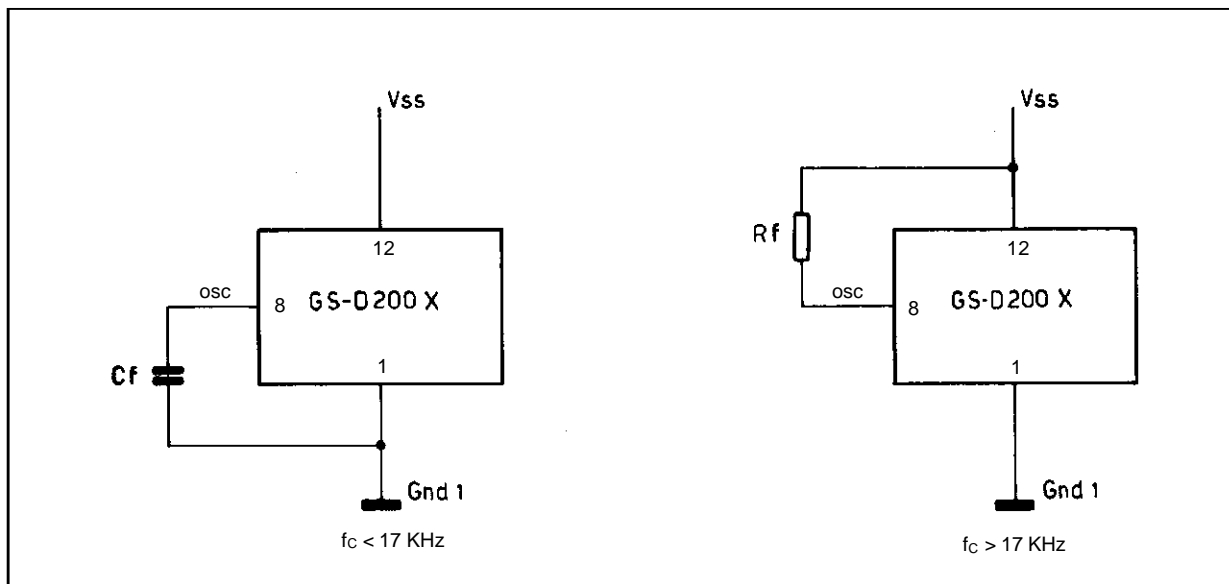 Vss
12
osc
8
GS-D200 X
1
Cf
Gnd 1
fC < 17 KHz
Vss
Rf
12
osc
8
GS-D200 X
1
Gnd 1
fC > 17 KHz